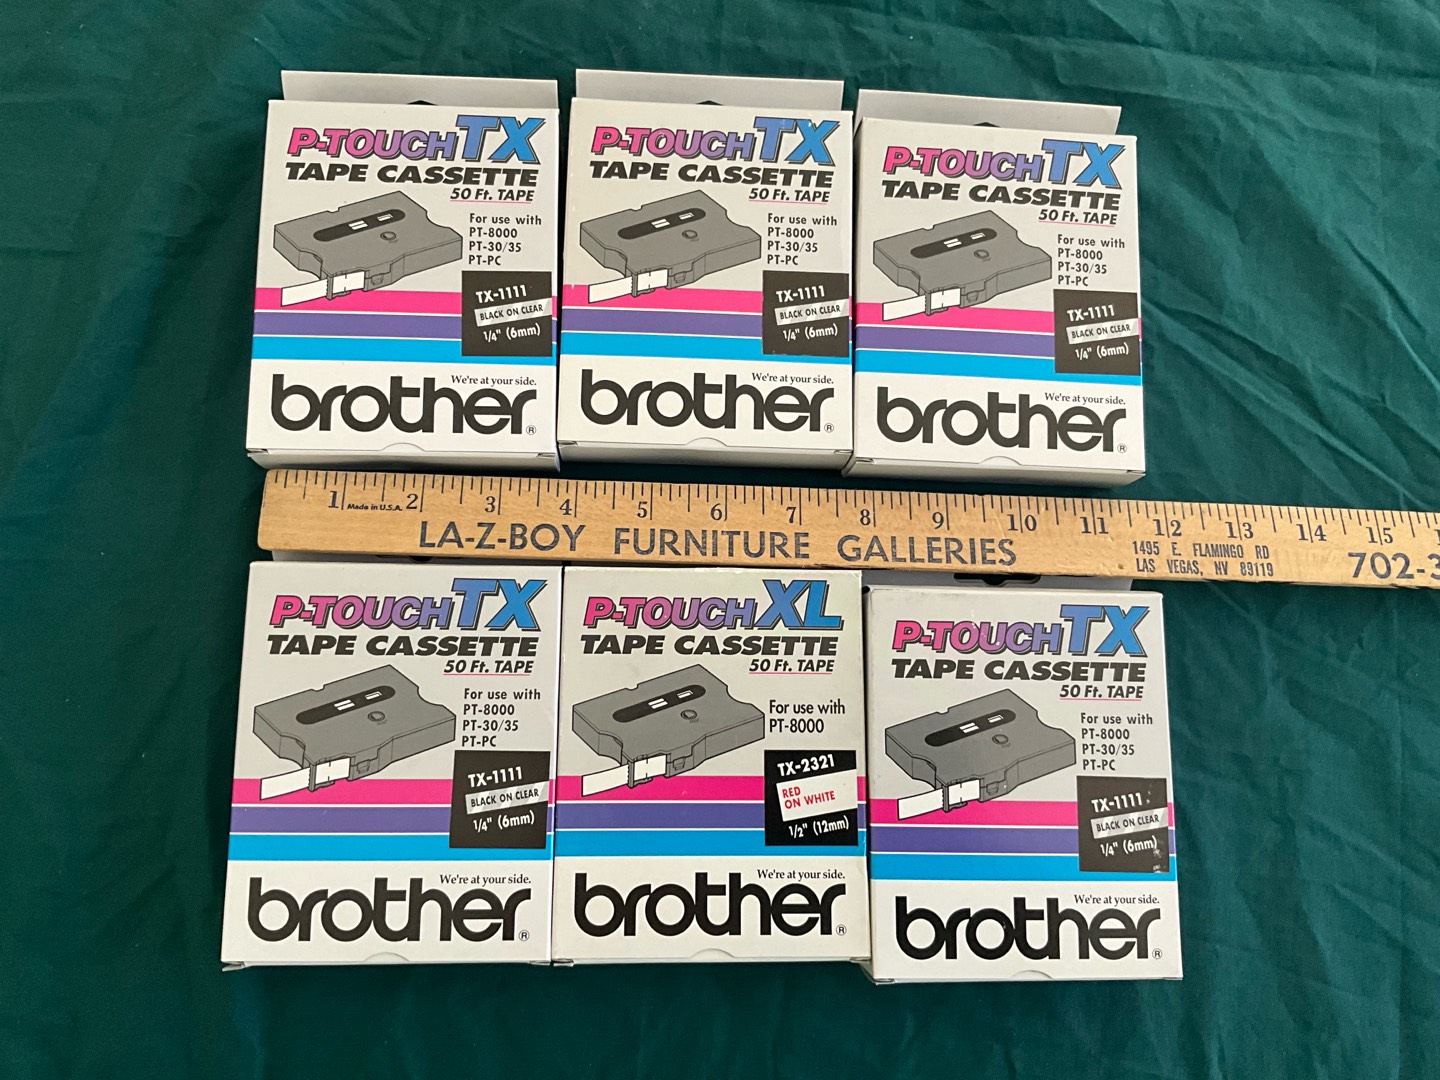 P-TOUCH TX
TAPE CASSETTE
50 Ft. TAPE
For use with
PT-8000
PT-30/35
PT-PC
TX-1111
BLACK ON CLEAR
1/4" (6mm)
We're at your side.
brother®
P-TOUCH TX
TAPE CASSETTE
50 Ft. TAPE
For use with
PT-8000
PT-30/35
PT-PC
TX-1111
BLACK ON CLEAR
1/4" (6mm)
We're at your side.
brother®
P-TOUCH TX
TAPE CASSETTE
50 Ft. TAPE
For use with
PT-8000
PT-30/35
PT-PC
TX-1111
BLACK ON CLEAR
1/4" (6mm)
We're at your side.
brother®
1 Made in U.S.A. 2 3 4 5 6 7 8 9 10 11 12 13 14 15
LA-Z-BOY FURNITURE GALLERIES
1495 E. FLAMINGO RD
LAS VEGAS, NV 89119
702-3
P-TOUCH TX
TAPE CASSETTE
50 Ft. TAPE
For use with
PT-8000
PT-30/35
PT-PC
TX-1111
BLACK ON CLEAR
1/4" (6mm)
We're at your side.
brother®
P-TOUCH XL
TAPE CASSETTE
50 Ft. TAPE
For use with
PT-8000
TX-2321
RED
ON WHITE
1/2" (12mm)
We're at your side.
brother®
P-TOUCH TX
TAPE CASSETTE
50 Ft. TAPE
For use with
PT-8000
PT-30/35
PT-PC
TX-1111
BLACK ON CLEAR
1/4" (6mm)
We're at your side.
brother®